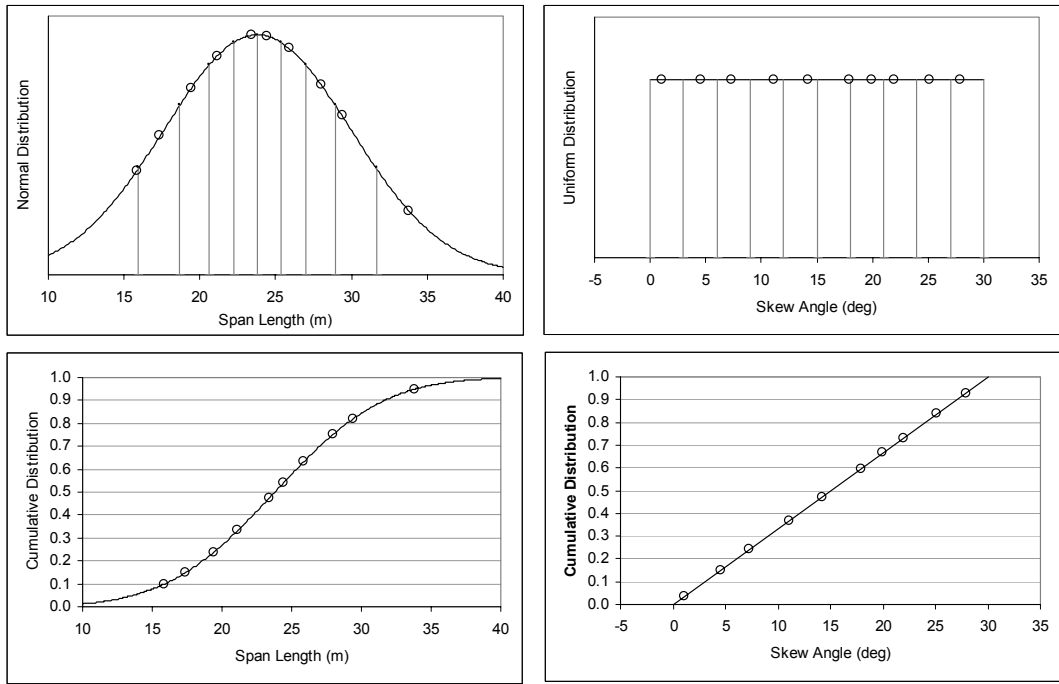 Normal Distribution
10 15 20 25 30 35 40
Span Length (m)
Uniform Distribution
-5 0 5 10 15 20 25 30 35
Skew Angle (deg)
Cumulative Distribution
1.0
0.9
0.8
0.7
0.6
0.5
0.4
0.3
0.2
0.1
0.0
10 15 20 25 30 35 40
Span Length (m)
Cumulative Distribution
1.0
0.9
0.8
0.7
0.6
0.5
0.4
0.3
0.2
0.1
0.0
-5 0 5 10 15 20 25 30 35
Skew Angle (deg)